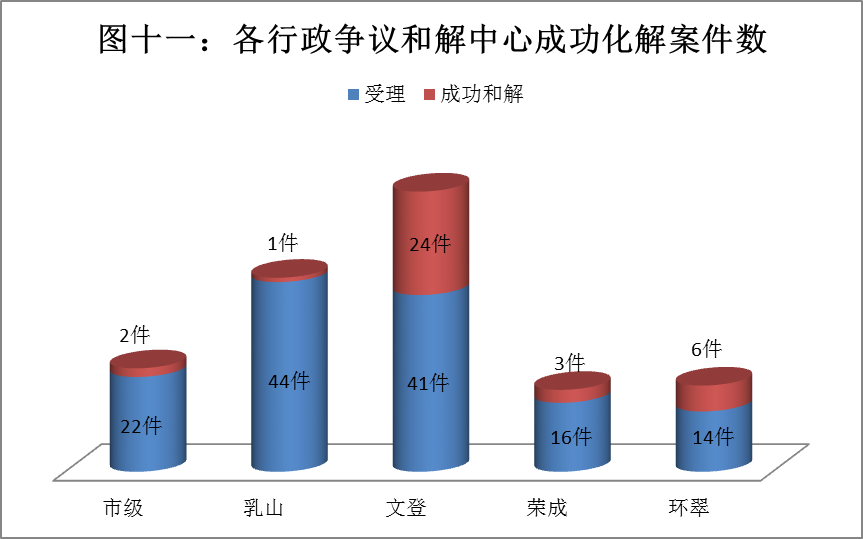 图十一：各行政争议和解中心成功化解案件数
受理 成功和解
24件
1件
2件
3件
6件
44件
41件
22件
16件
14件
市级 乳山 文登 荣成 环翠